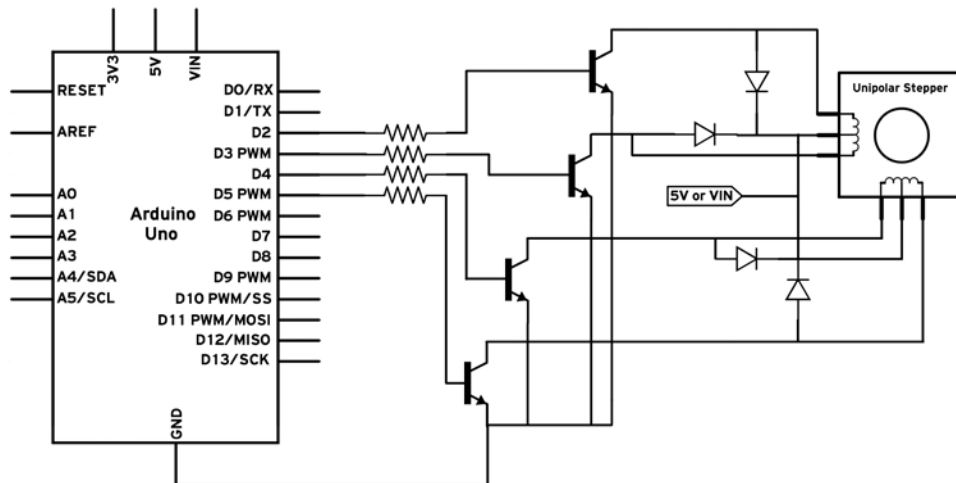 3V3
5V
VIN
RESET
AREF
A0
A1
A2
A3
A4/SDA
A5/SCL
Arduino
Uno
D0/RX
D1/TX
D2
D3 PWM
D4
D5 PWM
D6 PWM
D7
D8
D9 PWM
D10 PWM/SS
D11 PWM/MOSI
D12/MISO
D13/SCK
GND
5V or VIN
Unipolar Stepper